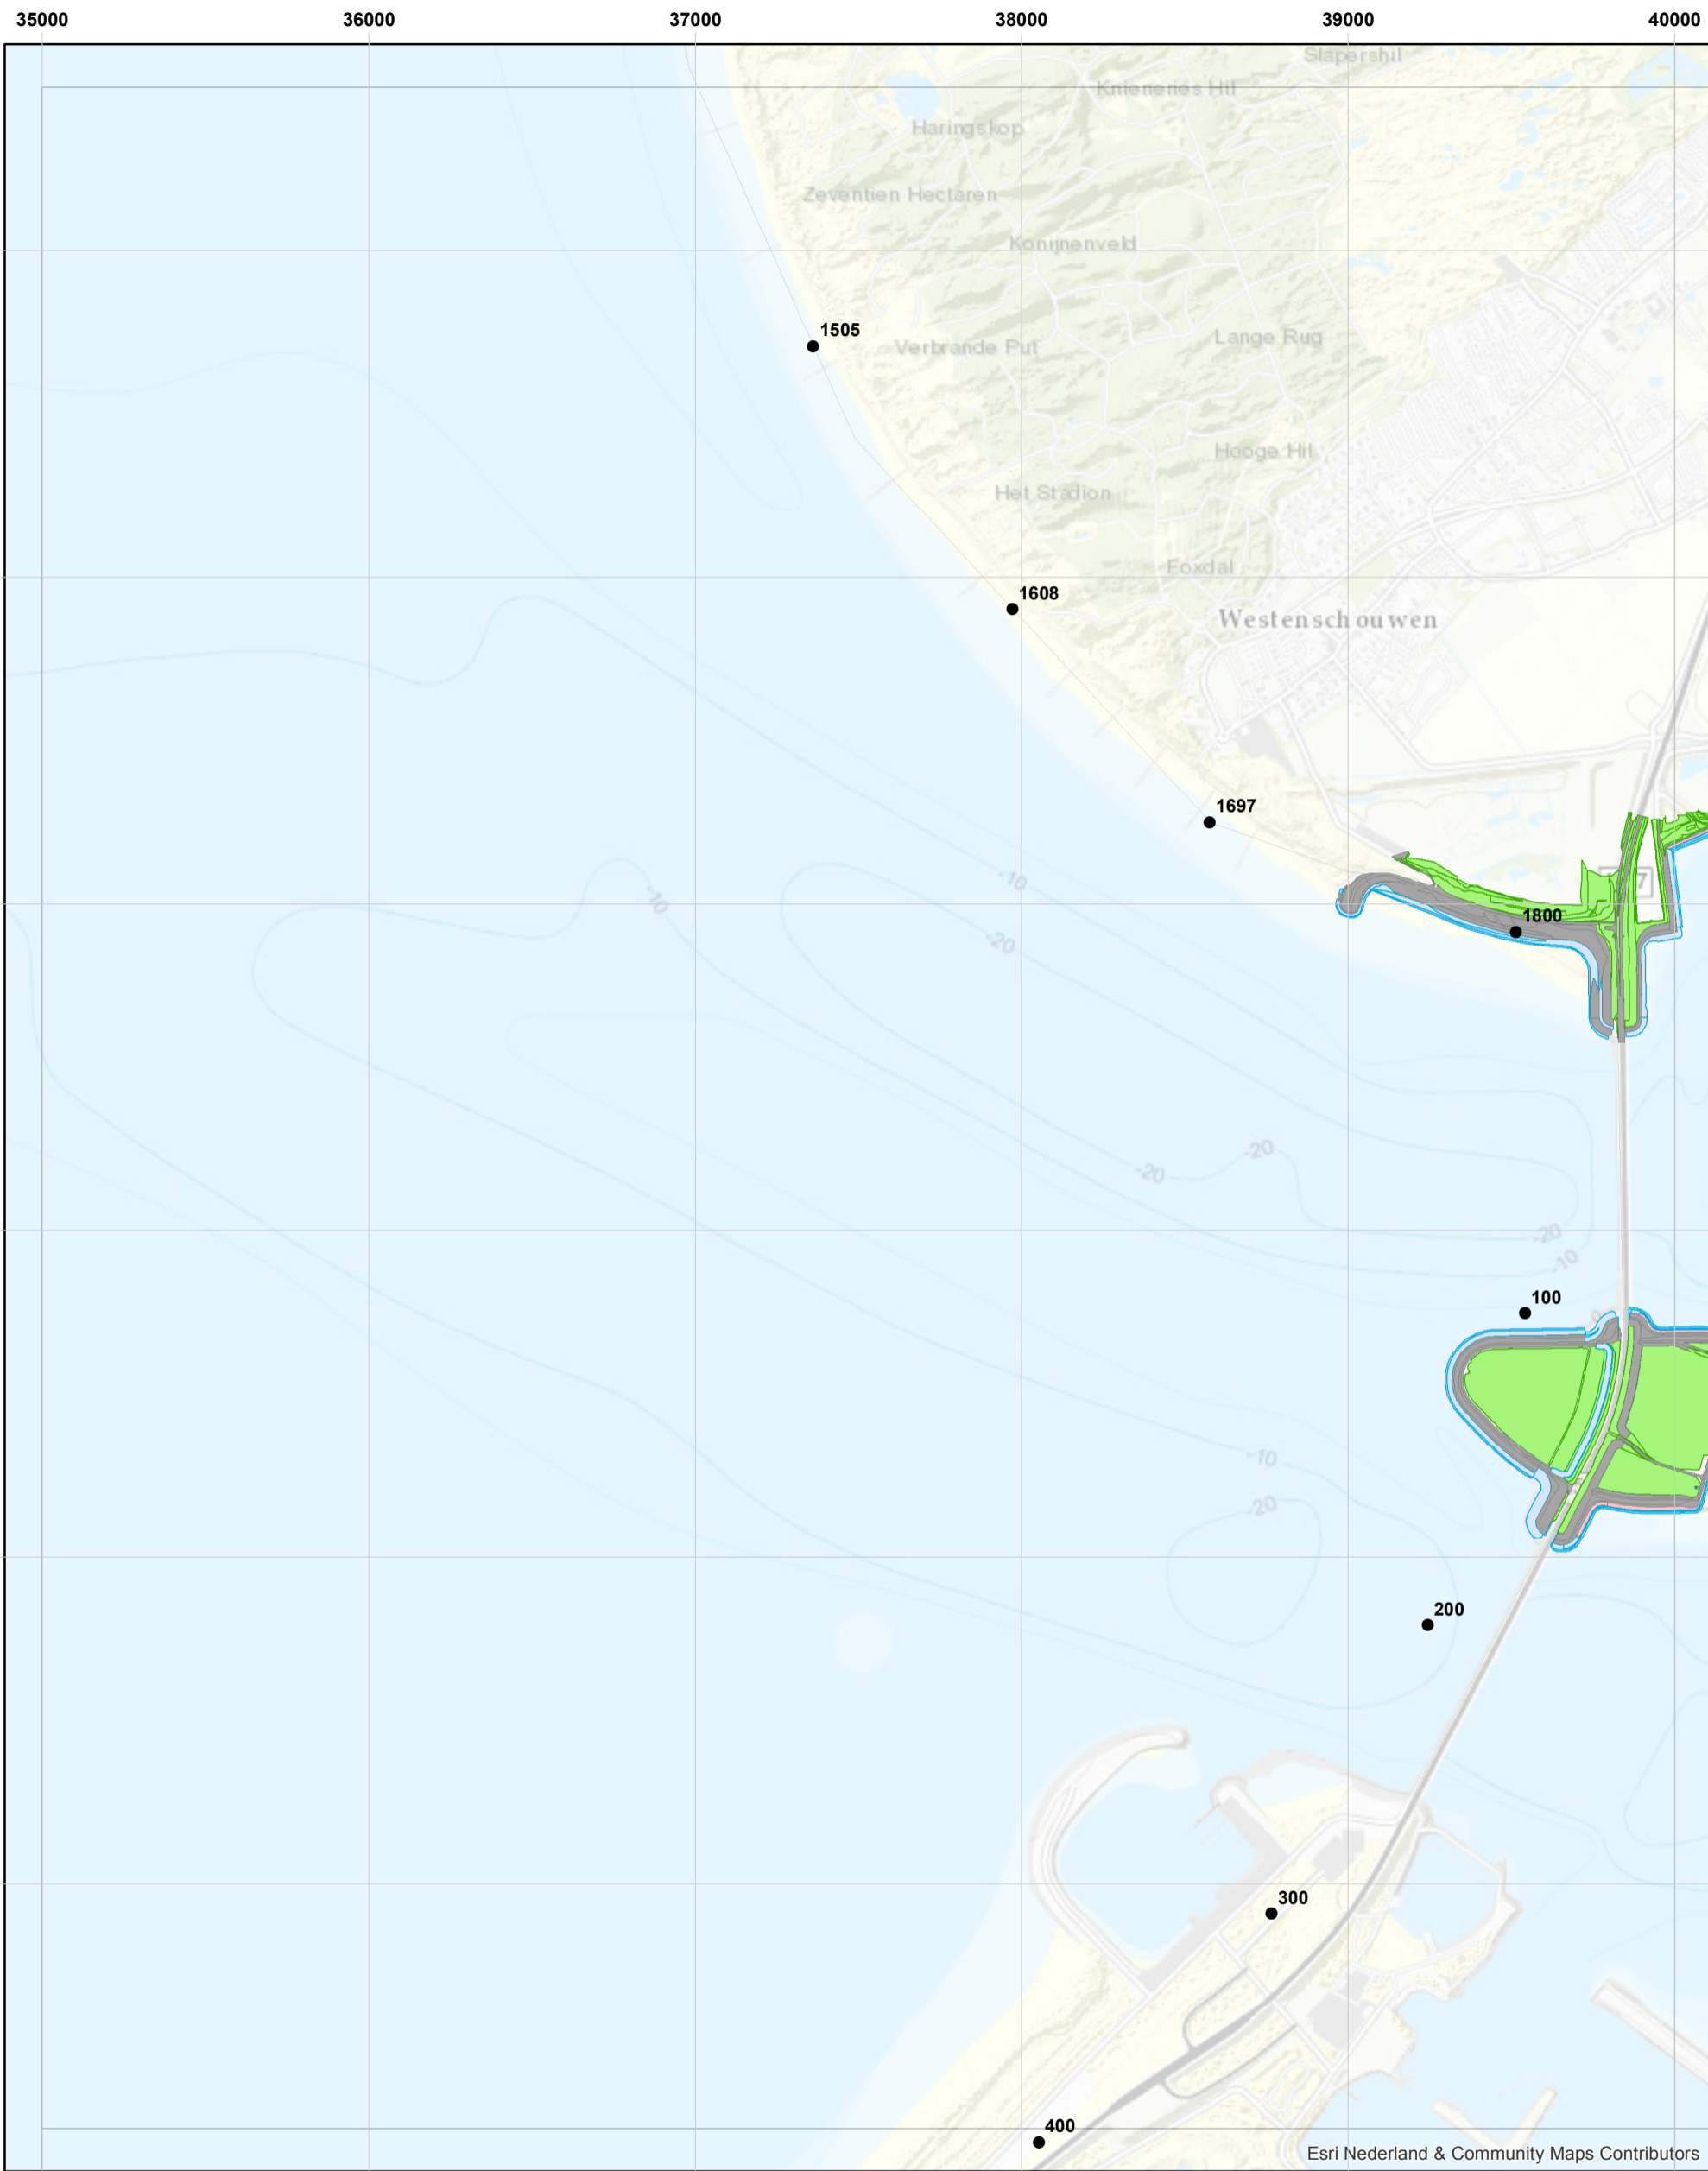 35000 36000 37000 38000 39000 40000
Slapershil
Knieneries Hil
Haringskop
Zeventien Hectaren
Konijnenveld
1505
Lange Rug
Verbrande Put
Hooge Hil
Het Stadion
Foxdal
1608
Westenschouwen
1697
-10
-10
1800
-20
-20
-20
-20
-10
100
-10
-20
200
300
400
Esri Nederland & Community Maps Contributors